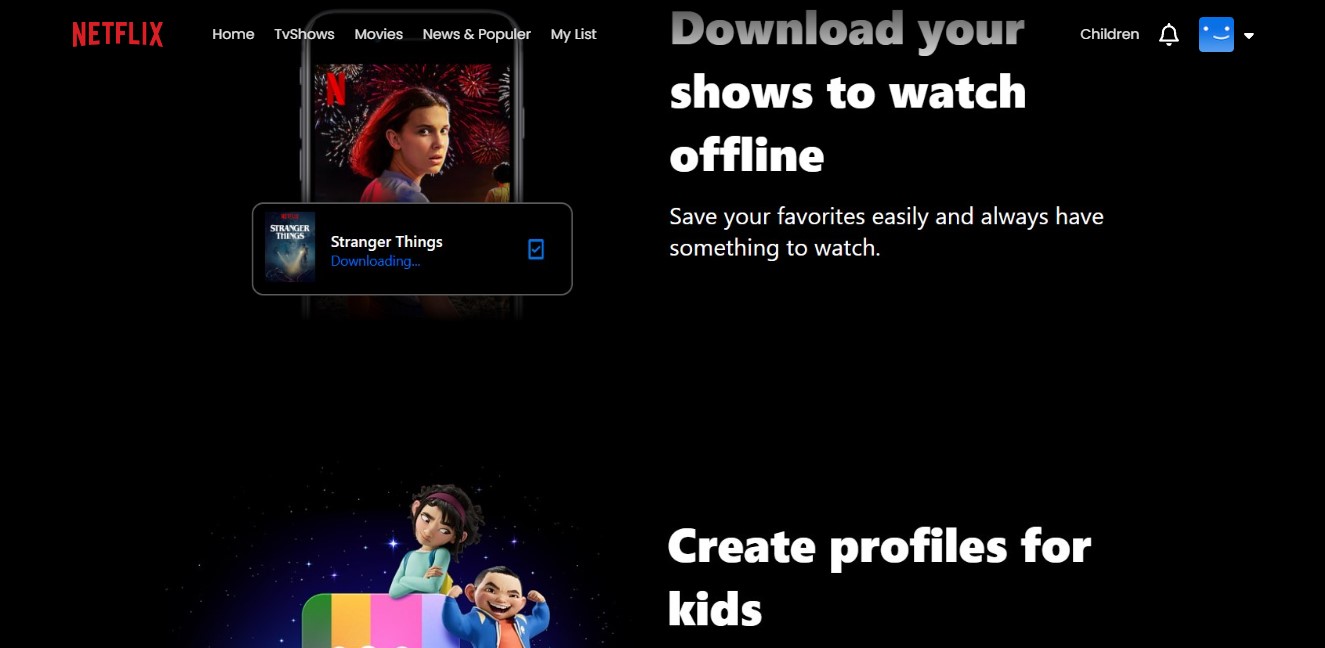 NETFLIX
Home TvShows Movies News & Populer My List
Children
Download your
shows to watch
offline
Save your favorites easily and always have
something to watch.
N
NETFLIX
STRANGER
THINGS
Stranger Things
Downloading...
Create profiles for
kids